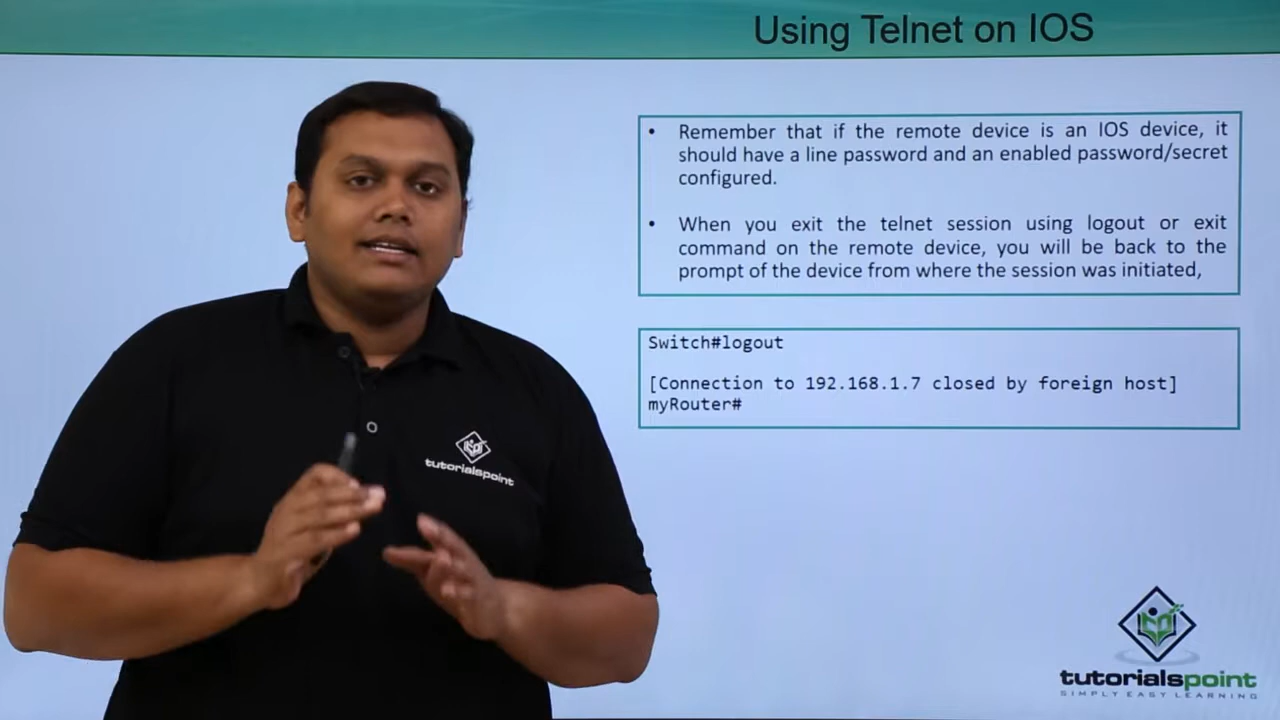 Using Telnet on IOS
• Remember that if the remote device is an IOS device, it
should have a line password and an enabled password/secret
configured.
• When you exit the telnet session using logout or exit
command on the remote device, you will be back to the
prompt of the device from where the session was initiated,
Switch#logout
[Connection to 192.168.1.7 closed by foreign host]
myRouter#
tutorialspoint
tutorialspoint
SIMPLY EASY LEARNING